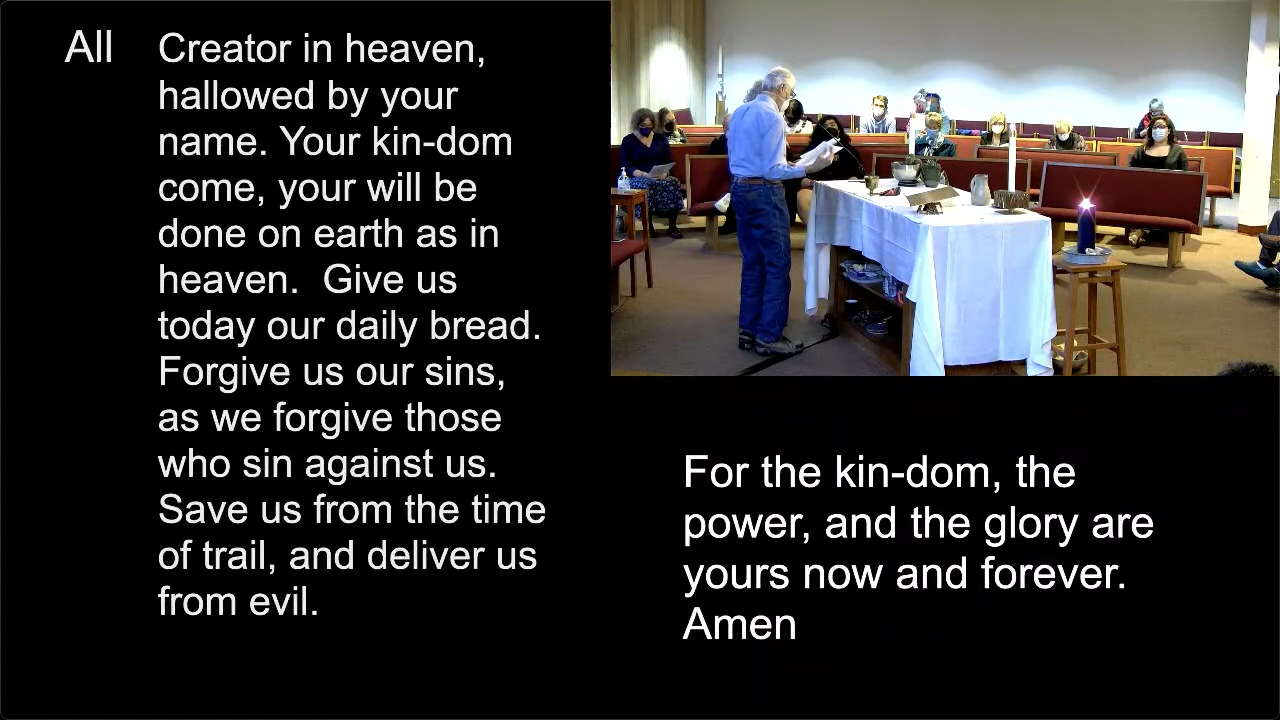 All
Creator in heaven,
hallowed by your
name. Your kin-dom
come, your will be
done on earth as in
heaven.  Give us
today our daily bread.
Forgive us our sins,
as we forgive those
who sin against us.
Save us from the time
of trail, and deliver us
from evil.
For the kin-dom, the
power, and the glory are
yours now and forever.
Amen